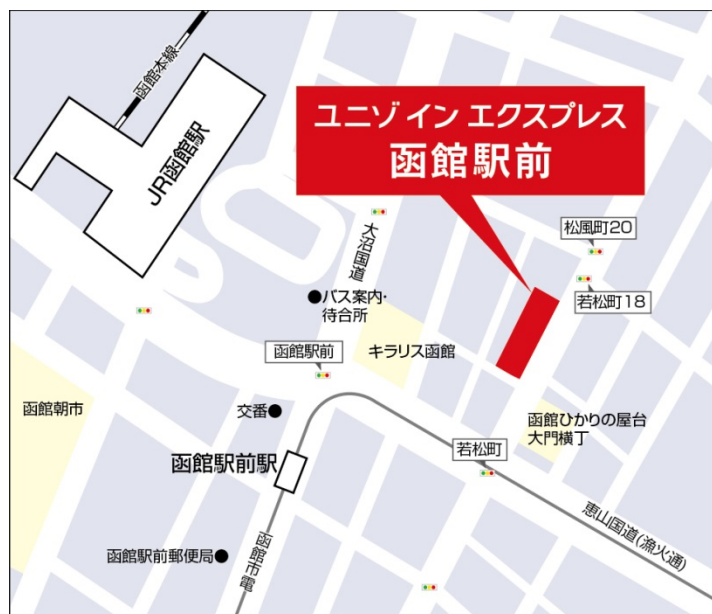 函館本線
JR函館駅
ユニゾ イン エクスプレス
函館駅前
松風町20
大沼国道
若松町18
バス案内・
待合所
函館駅前
キラリス函館
函館朝市
交番
函館ひかりの屋台
大門横丁
若松町
函館駅前駅
恵山国道(漁火通)
函館駅前郵便局
函館市電